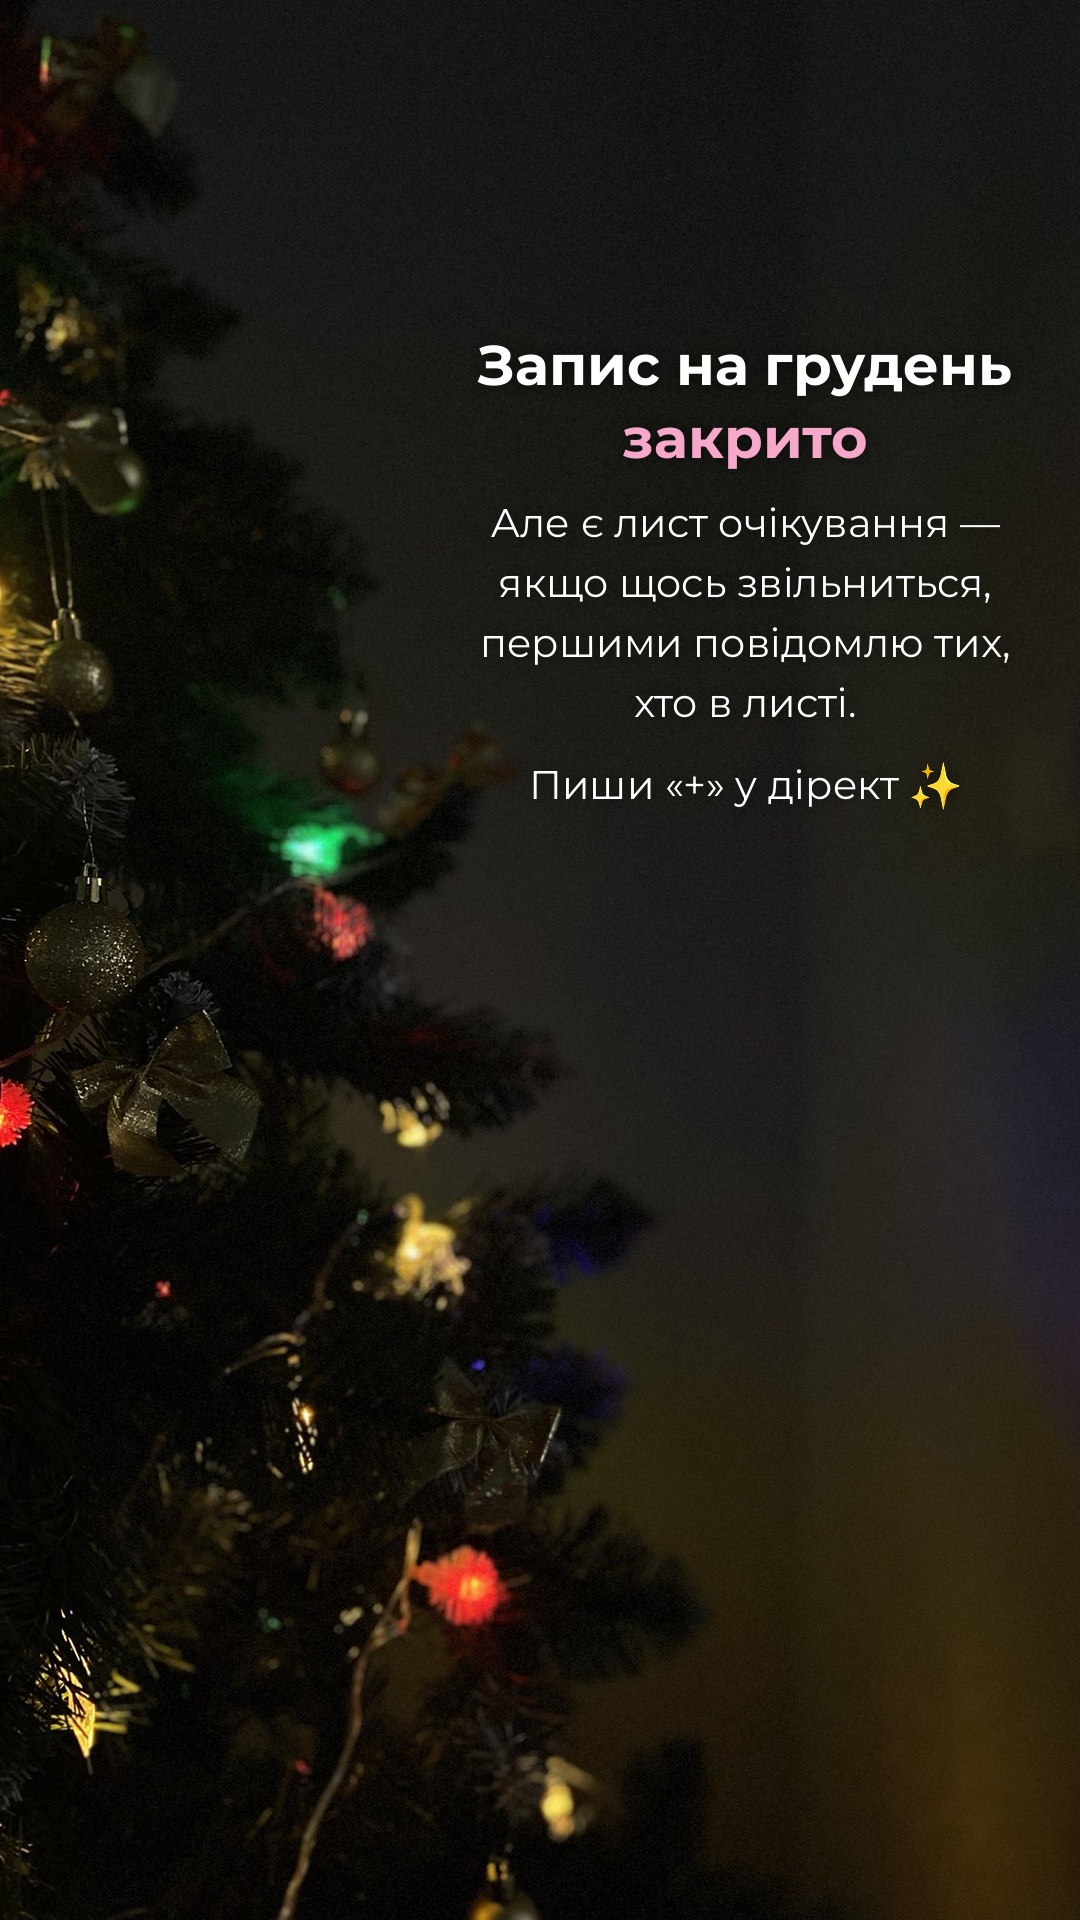 Запис на грудень
закрито
Але є лист очікування —
якщо щось звільниться,
першими повідомлю тих,
хто в листі.
Пиши «+» у дірект ✨